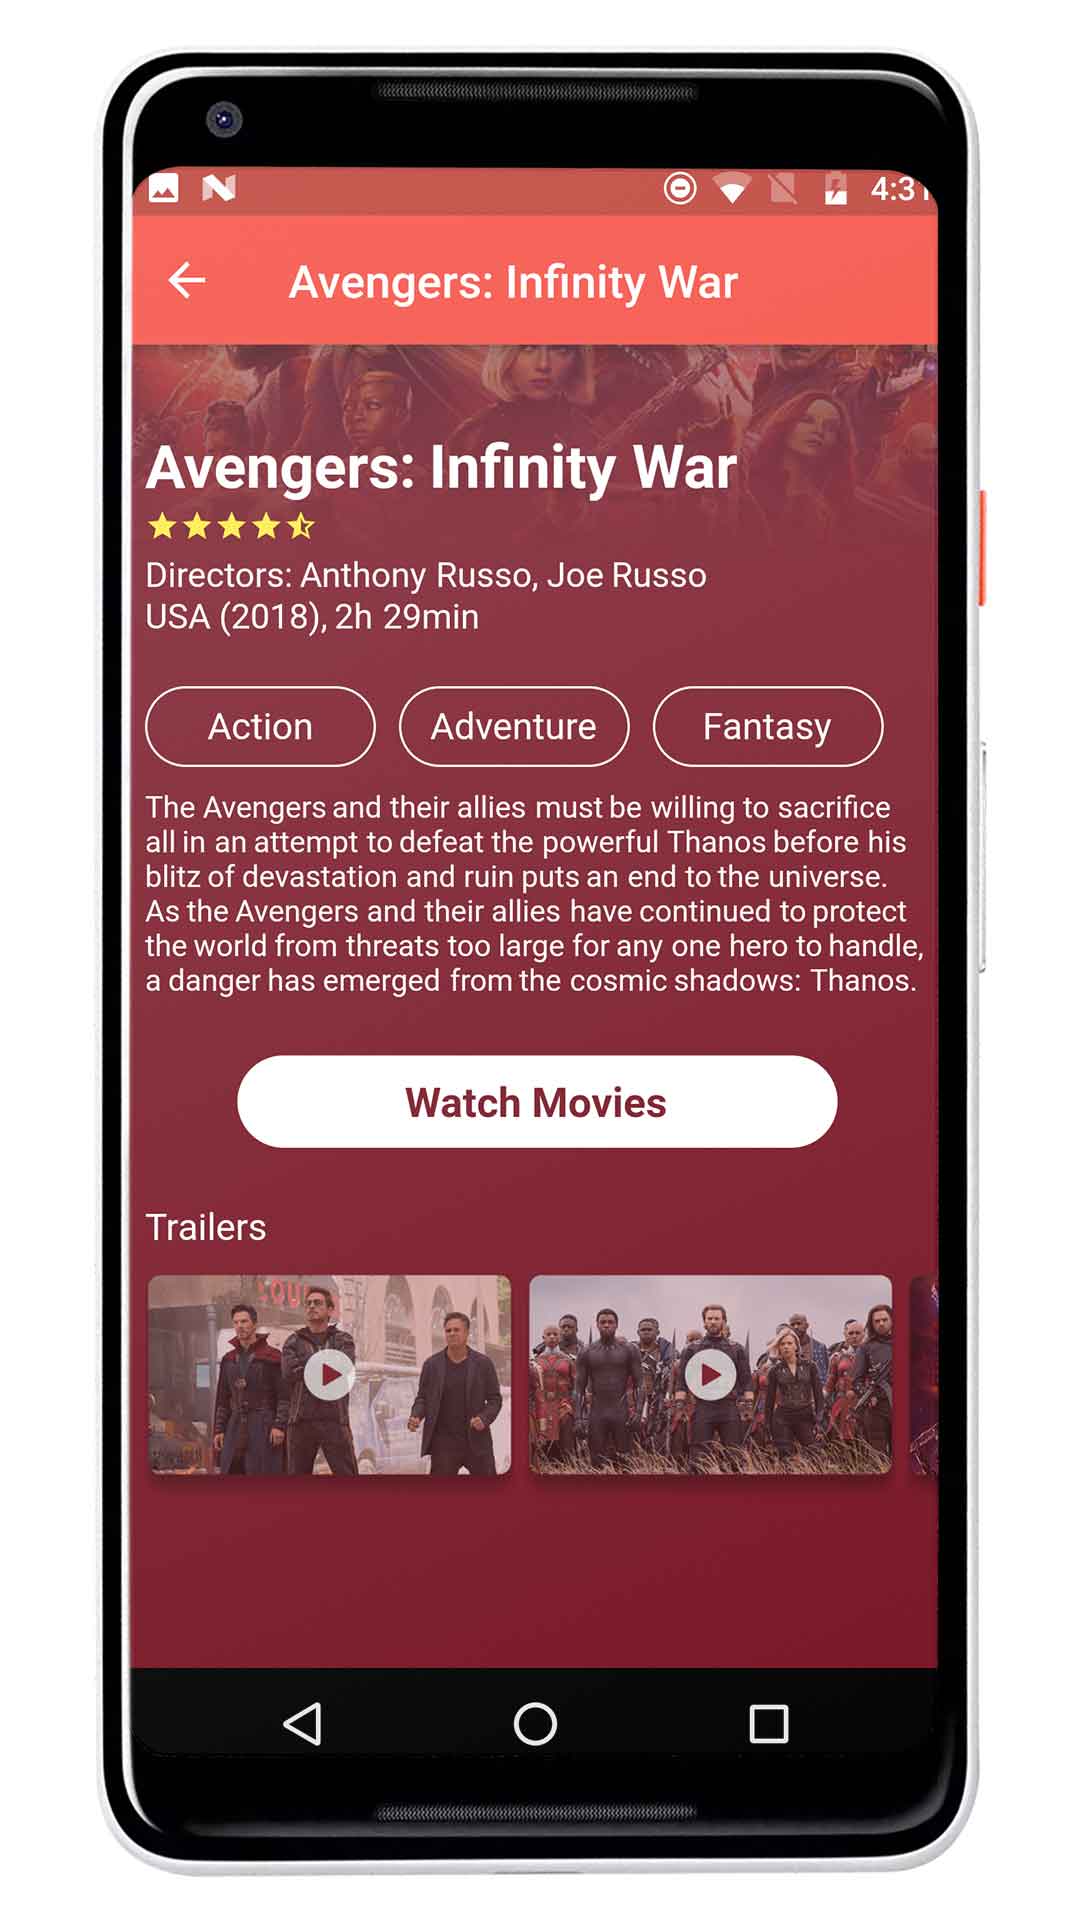 4:31
Avengers: Infinity War
Avengers: Infinity War
Directors: Anthony Russo, Joe Russo
USA (2018), 2h 29min
Action Adventure Fantasy
The Avengers and their allies must be willing to sacrifice
all in an attempt to defeat the powerful Thanos before his
blitz of devastation and ruin puts an end to the universe.
As the Avengers and their allies have continued to protect
the world from threats too large for any one hero to handle,
a danger has emerged from the cosmic shadows: Thanos.
Watch Movies
Trailers